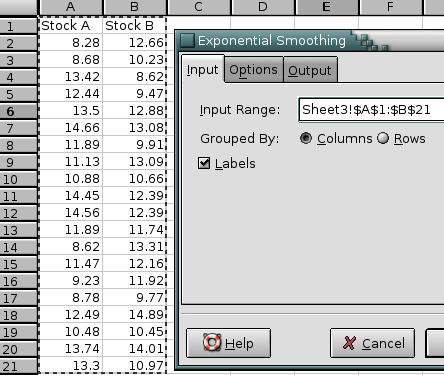 A B C D E F
1 Stock A Stock B
2 8.28 12.66
Exponential Smoothing
3 8.68 10.23
4 13.42 8.62
Input Options Output
5 12.44 9.47
6 13.5 12.88 Input Range: Sheet3!$A$1:$B$21
7 14.66 13.08
8 11.89 9.91 Grouped By: Columns Rows
9 11.13 13.09 Labels
10 10.88 10.66
11 14.45 12.39
12 14.56 12.39
13 11.89 11.74
14 8.62 13.31
15 11.47 12.16
16 9.23 11.92
17 8.78 9.77
18 12.49 14.89
19 10.48 10.45 Help Cancel
20 13.74 14.01
21 13.3 10.97